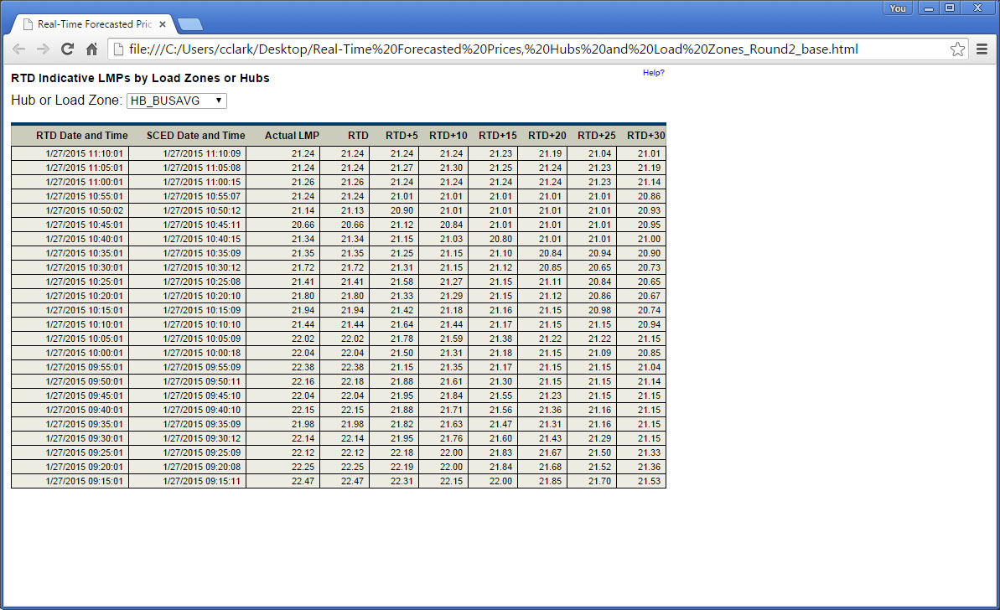 You
Real-Time Forecasted Pric
file:///C:/Users/cclark/Desktop/Real-Time%20Forecasted%20Prices,%20Hubs%20and%20Load%20Zones_Round2_base.html
RTD Indicative LMPs by Load Zones or Hubs Help?
Hub or Load Zone: HB_BUSAVG
RTD Date and Time SCED Date and Time Actual LMP RTD RTD+5 RTD+10 RTD+15 RTD+20 RTD+25 RTD+30
1/27/2015 11:10:01 1/27/2015 11:10:09 21.24 21.24 21.24 21.24 21.23 21.19 21.04 21.01
1/27/2015 11:05:01 1/27/2015 11:05:08 21.24 21.24 21.27 21.30 21.25 21.24 21.23 21.19
1/27/2015 11:00:01 1/27/2015 11:00:15 21.26 21.26 21.24 21.24 21.24 21.24 21.23 21.14
1/27/2015 10:55:01 1/27/2015 10:55:07 21.24 21.24 21.01 21.01 21.01 21.01 21.01 20.86
1/27/2015 10:50:02 1/27/2015 10:50:12 21.14 21.13 20.90 21.01 21.01 21.01 21.01 20.93
1/27/2015 10:45:01 1/27/2015 10:45:11 20.66 20.66 21.12 20.84 21.01 21.01 21.01 20.95
1/27/2015 10:40:01 1/27/2015 10:40:15 21.34 21.34 21.15 21.03 20.80 21.01 21.01 21.00
1/27/2015 10:35:01 1/27/2015 10:35:09 21.35 21.35 21.25 21.15 21.10 20.84 20.94 20.90
1/27/2015 10:30:01 1/27/2015 10:30:12 21.72 21.72 21.31 21.15 21.12 20.85 20.65 20.73
1/27/2015 10:25:01 1/27/2015 10:25:08 21.41 21.41 21.58 21.27 21.15 21.11 20.84 20.65
1/27/2015 10:20:01 1/27/2015 10:20:10 21.80 21.80 21.33 21.29 21.15 21.12 20.86 20.67
1/27/2015 10:15:01 1/27/2015 10:15:09 21.94 21.94 21.42 21.18 21.16 21.15 20.98 20.74
1/27/2015 10:10:01 1/27/2015 10:10:10 21.44 21.44 21.64 21.44 21.17 21.15 21.15 20.94
1/27/2015 10:05:01 1/27/2015 10:05:09 22.02 22.02 21.78 21.59 21.38 21.22 21.22 21.15
1/27/2015 10:00:01 1/27/2015 10:00:18 22.04 22.04 21.50 21.31 21.18 21.15 21.09 20.85
1/27/2015 09:55:01 1/27/2015 09:55:09 22.38 22.38 21.15 21.35 21.17 21.15 21.15 21.04
1/27/2015 09:50:01 1/27/2015 09:50:11 22.16 22.18 21.88 21.61 21.30 21.15 21.15 21.14
1/27/2015 09:45:01 1/27/2015 09:45:10 22.04 22.04 21.95 21.84 21.55 21.23 21.15 21.15
1/27/2015 09:40:01 1/27/2015 09:40:10 22.15 22.15 21.88 21.71 21.56 21.36 21.16 21.15
1/27/2015 09:35:01 1/27/2015 09:35:09 21.98 21.98 21.82 21.63 21.47 21.31 21.16 21.15
1/27/2015 09:30:01 1/27/2015 09:30:12 22.14 22.14 21.95 21.76 21.60 21.43 21.29 21.15
1/27/2015 09:25:01 1/27/2015 09:25:09 22.12 22.12 22.18 22.00 21.83 21.67 21.50 21.33
1/27/2015 09:20:01 1/27/2015 09:20:08 22.25 22.25 22.19 22.00 21.84 21.68 21.52 21.36
1/27/2015 09:15:01 1/27/2015 09:15:11 22.47 22.47 22.31 22.15 22.00 21.85 21.70 21.53